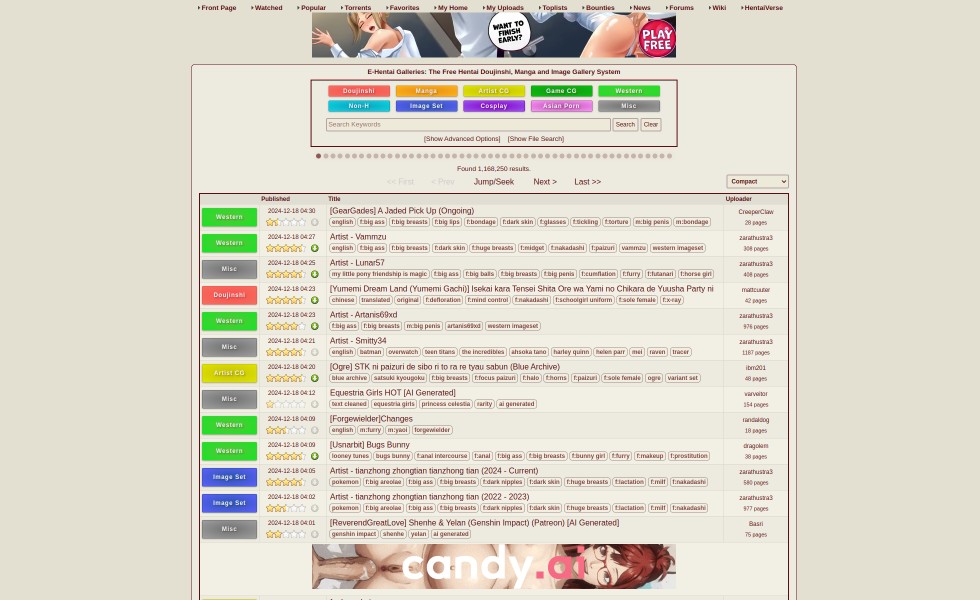 Front Page Watched Popular Torrents Favorites My Home My Uploads Toplists Bounties News Forums Wiki HentaiVerse
WANT TO FINISH EARLY?
PLAY FREE
E-Hentai Galleries: The Free Hentai Doujinshi, Manga and Image Gallery System
Doujinshi Manga Artist CG Game CG Western
Non-H Image Set Cosplay Asian Porn Misc
Search Keywords Search Clear
[Show Advanced Options] [Show File Search]
Found 1,168,250 results.
<< First < Prev Jump/Seek Next > Last >> Compact
Published Title Uploader
Western 2024-12-18 04:30 [GearGades] A Jaded Pick Up (Ongoing) CreeperClaw
english f:big ass f:big breasts f:big lips f:bondage f:dark skin f:glasses f:tickling f:torture m:big penis m:bondage 28 pages
Western 2024-12-18 04:27 Artist - Vammzu zarathustra3
english f:big ass f:big breasts f:dark skin f:huge breasts f:midget f:nakadashi f:paizuri vammzu western imageset 308 pages
Misc 2024-12-18 04:25 Artist - Lunar57 zarathustra3
my little pony friendship is magic f:big ass f:big balls f:big breasts f:big penis f:cumflation f:furry f:futanari f:horse girl 408 pages
Doujinshi 2024-12-18 04:23 [Yumemi Dream Land (Yumemi Gachi)] Isekai kara Tensei Shita Ore wa Yami no Chikara de Yuusha Party ni mattcuuter
chinese translated original f:defloration f:mind control f:nakadashi f:schoolgirl uniform f:sole female f:x-ray 42 pages
Western 2024-12-18 04:23 Artist - Artanis69xd zarathustra3
f:big ass f:big breasts m:big penis artanis69xd western imageset 976 pages
Misc 2024-12-18 04:21 Artist - Smitty34 zarathustra3
english batman overwatch teen titans the incredibles ahsoka tano harley quinn helen parr mei raven tracer 1187 pages
Artist CG 2024-12-18 04:20 [Ogre] STK ni paizuri de sibo ri to ra re tyau sabun (Blue Archive) ibm201
blue archive satsuki kyougoku f:big breasts f:focus paizuri f:halo f:horns f:paizuri f:sole female ogre variant set 48 pages
Misc 2024-12-18 04:12 Equestria Girls HOT [AI Generated] varveitor
text cleaned equestria girls princess celestia rarity ai generated 154 pages
Western 2024-12-18 04:09 [Forgewielder]Changes randaldog
english m:furry m:yaoi forgewielder 18 pages
Western 2024-12-18 04:09 [Usnarbit] Bugs Bunny dragolem
looney tunes bugs bunny f:anal intercourse f:anal f:big ass f:big breasts f:bunny girl f:furry f:makeup f:prostitution 38 pages
Image Set 2024-12-18 04:05 Artist - tianzhong zhongtian tianzhong tian (2024 - Current) zarathustra3
pokemon f:big areolae f:big ass f:big breasts f:dark nipples f:dark skin f:huge breasts f:lactation f:milf f:nakadashi 580 pages
Image Set 2024-12-18 04:02 Artist - tianzhong zhongtian tianzhong tian (2022 - 2023) zarathustra3
pokemon f:big areolae f:big ass f:big breasts f:dark nipples f:dark skin f:huge breasts f:lactation f:milf f:nakadashi 977 pages
Misc 2024-12-18 04:01 [ReverendGreatLove] Shenhe & Yelan (Genshin Impact) (Patreon) [AI Generated] Basri
genshin impact shenhe yelan ai generated 75 pages
candy.ai